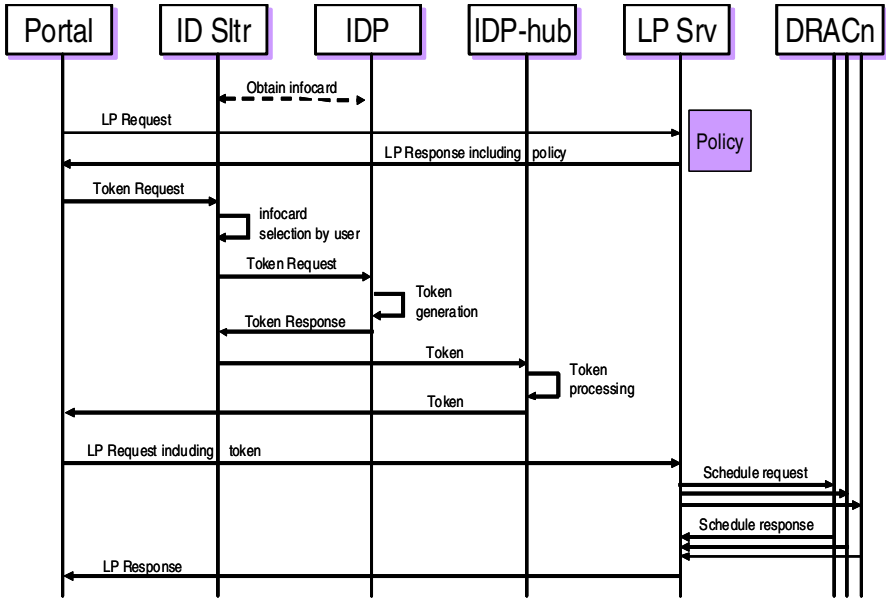 Portal
ID Sltr
IDP
IDP-hub
LP Srv
DRACn
Obtain infocard
LP Request
Policy
LP Response including policy
Token Request
infocard
selection by user
Token Request
Token
generation
Token Response
Token
Token
processing
Token
LP Request including token
Schedule request
Schedule response
LP Response